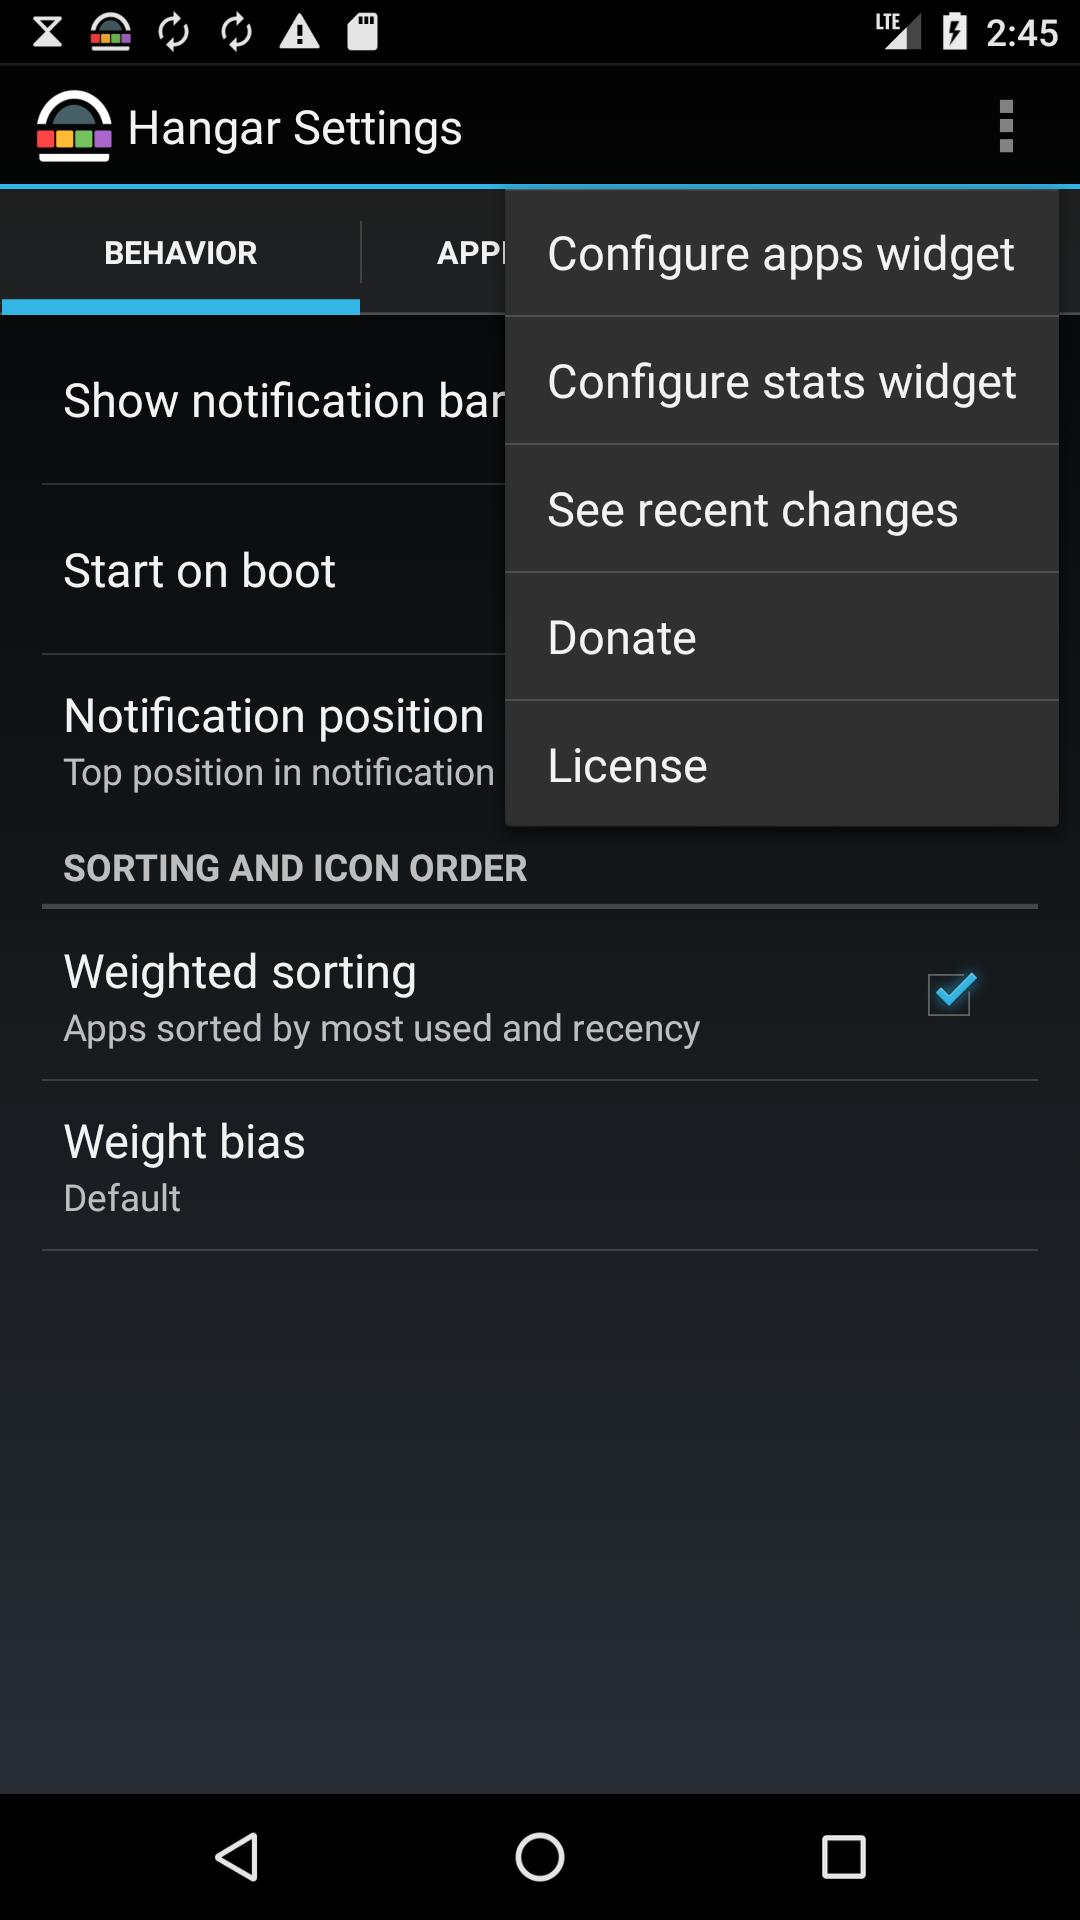 LTE 2:45
Hangar Settings
BEHAVIOR
Configure apps widget
Show notification bar
Configure stats widget
See recent changes
Start on boot
Donate
Notification position
Top position in notification
License
SORTING AND ICON ORDER
Weighted sorting
Apps sorted by most used and recency
Weight bias
Default